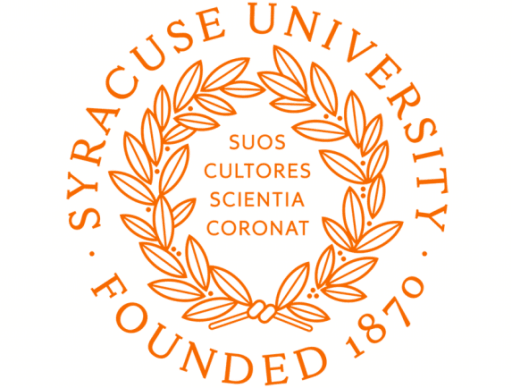 SYRACUSE UNIVERSITY
SUOS
CULTORES
SCIENTIA
CORONAT
· FOUNDED 1870 ·